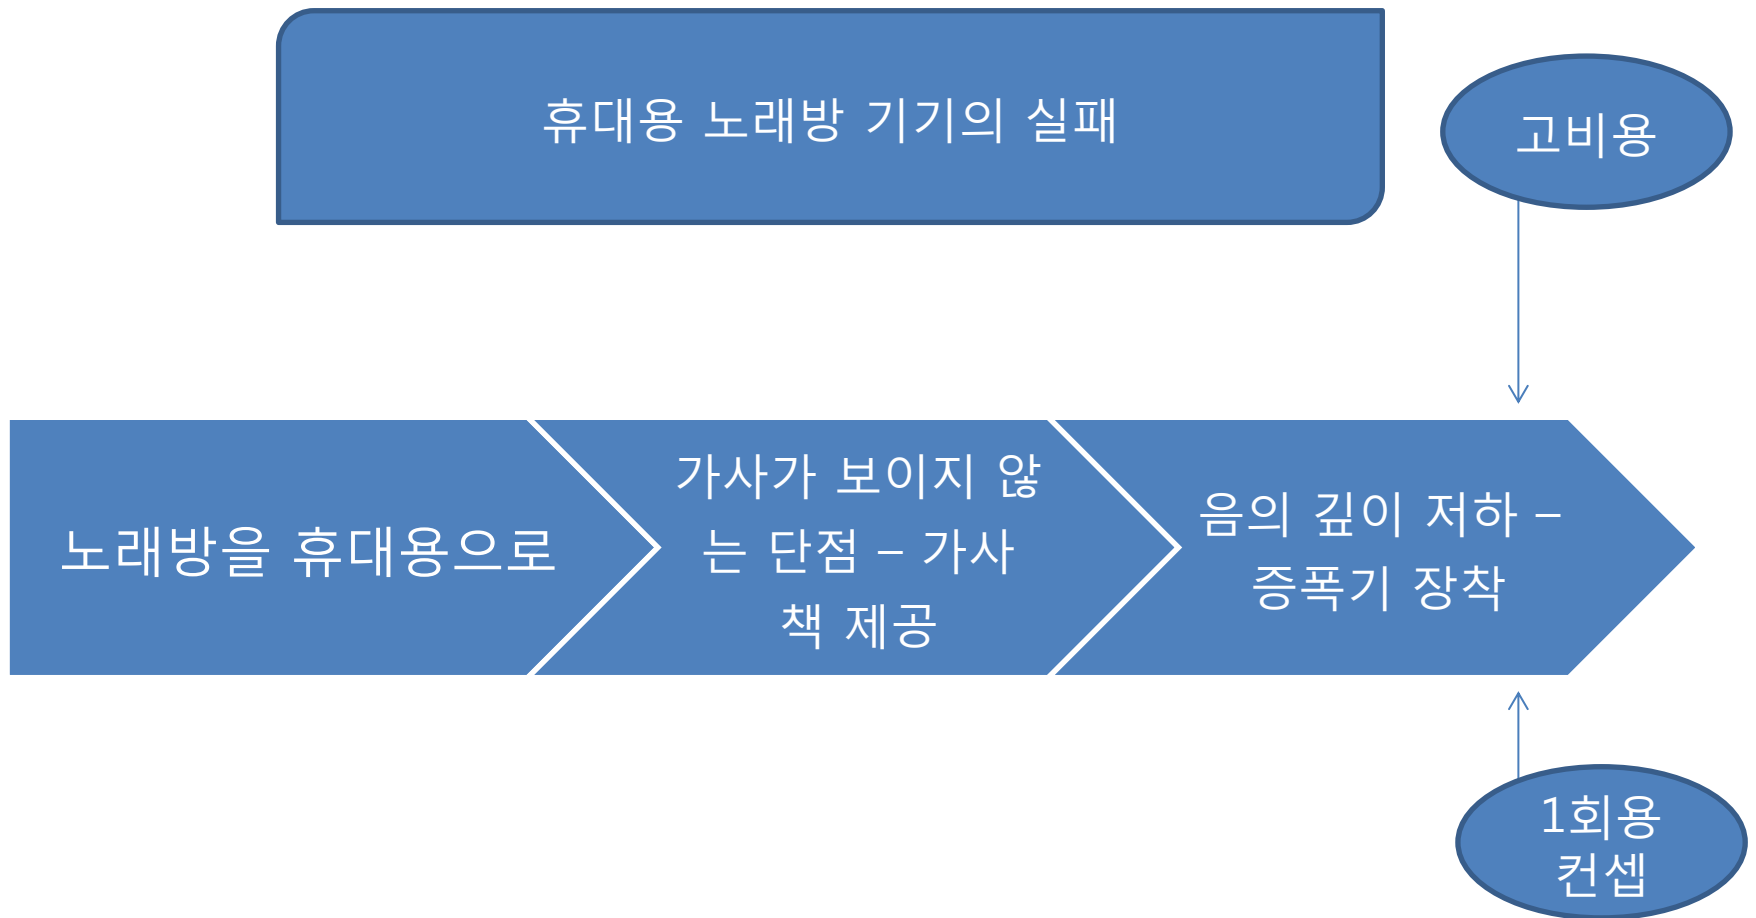 휴대용 노래방 기기의 실패
고비용
노래방을 휴대용으로
가사가 보이지 않
는 단점 – 가사
책 제공
음의 깊이 저하 –
증폭기 장착
1회용
컨셉